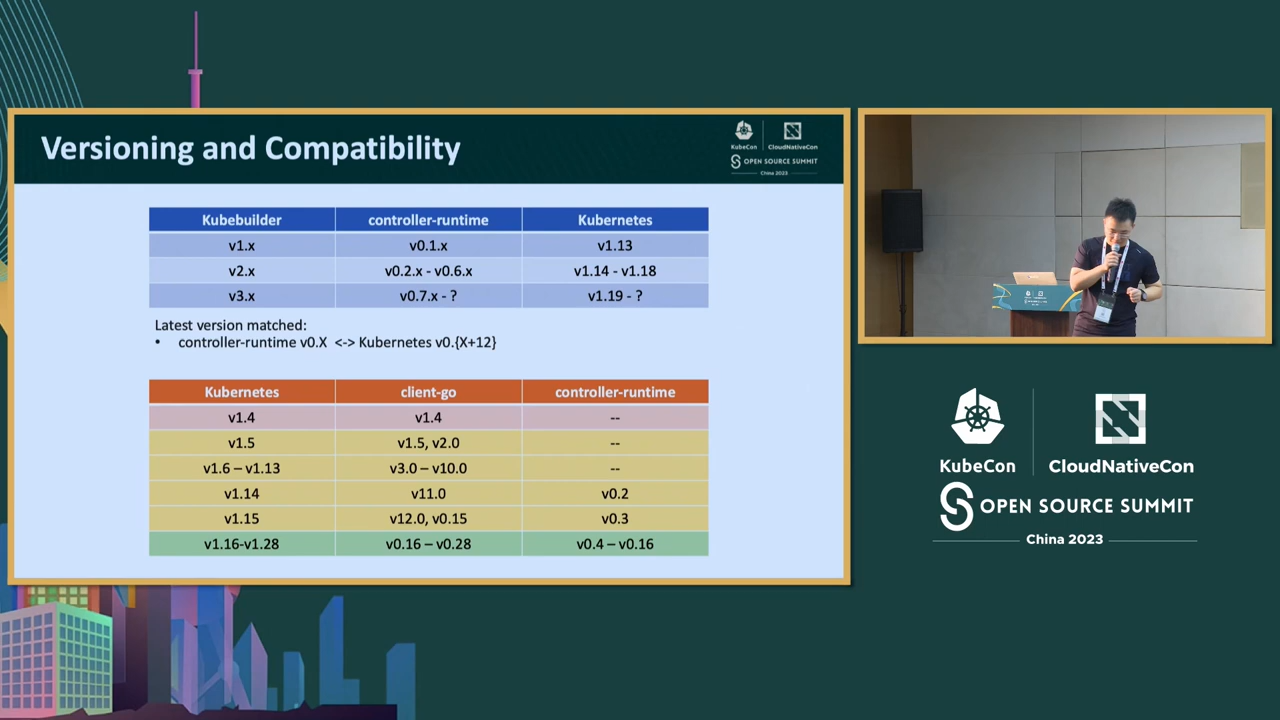 Versioning and Compatibility
KubeCon CloudNativeCon
OPEN SOURCE SUMMIT
China 2023
Kubebuilder controller-runtime Kubernetes
v1.x v0.1.x v1.13
v2.x v0.2.x - v0.6.x v1.14 - v1.18
v3.x v0.7.x - ? v1.19 - ?
Latest version matched:
• controller-runtime v0.X <-> Kubernetes v0.{X+12}
Kubernetes client-go controller-runtime
v1.4 v1.4 --
v1.5 v1.5, v2.0 --
v1.6 – v1.13 v3.0 – v10.0 --
v1.14 v11.0 v0.2
v1.15 v12.0, v0.15 v0.3
v1.16-v1.28 v0.16 – v0.28 v0.4 – v0.16
KubeCon CloudNativeCon
OPEN SOURCE SUMMIT
China 2023